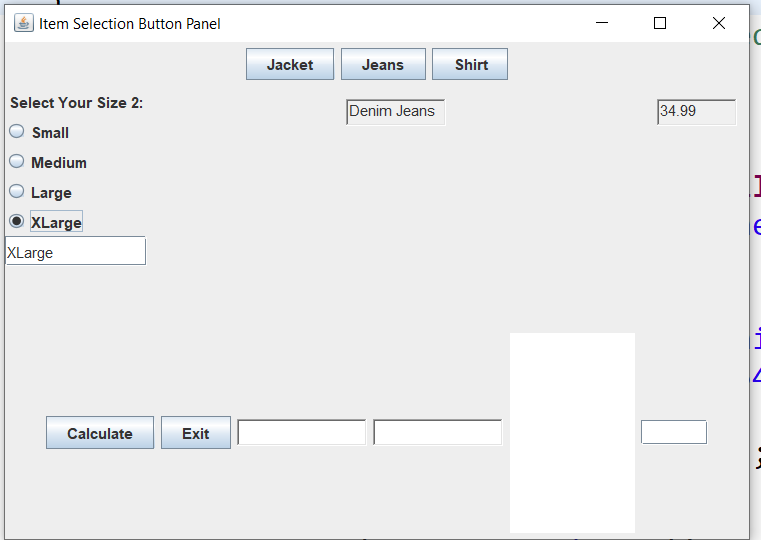 Item Selection Button Panel
Jacket Jeans Shirt
Select Your Size 2:
Denim Jeans 34.99
Small
Medium
Large
XLarge
XLarge
Calculate Exit